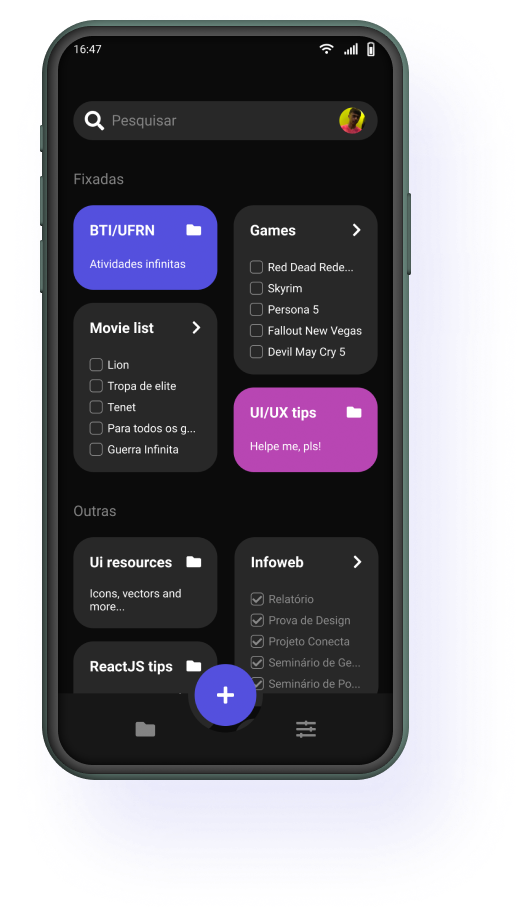 16:47
Pesquisar
Fixadas
BTI/UFRN
Atividades infinitas
Games
Red Dead Rede...
Skyrim
Persona 5
Fallout New Vegas
Devil May Cry 5
Movie list
Lion
Tropa de elite
Tenet
Para todos os g...
Guerra Infinita
UI/UX tips
Helpe me, pls!
Outras
Ui resources
Icons, vectors and
more...
Infoweb
Relatório
Prova de Design
Projeto Conecta
Seminário de Ge...
Seminário de Po...
ReactJS tips